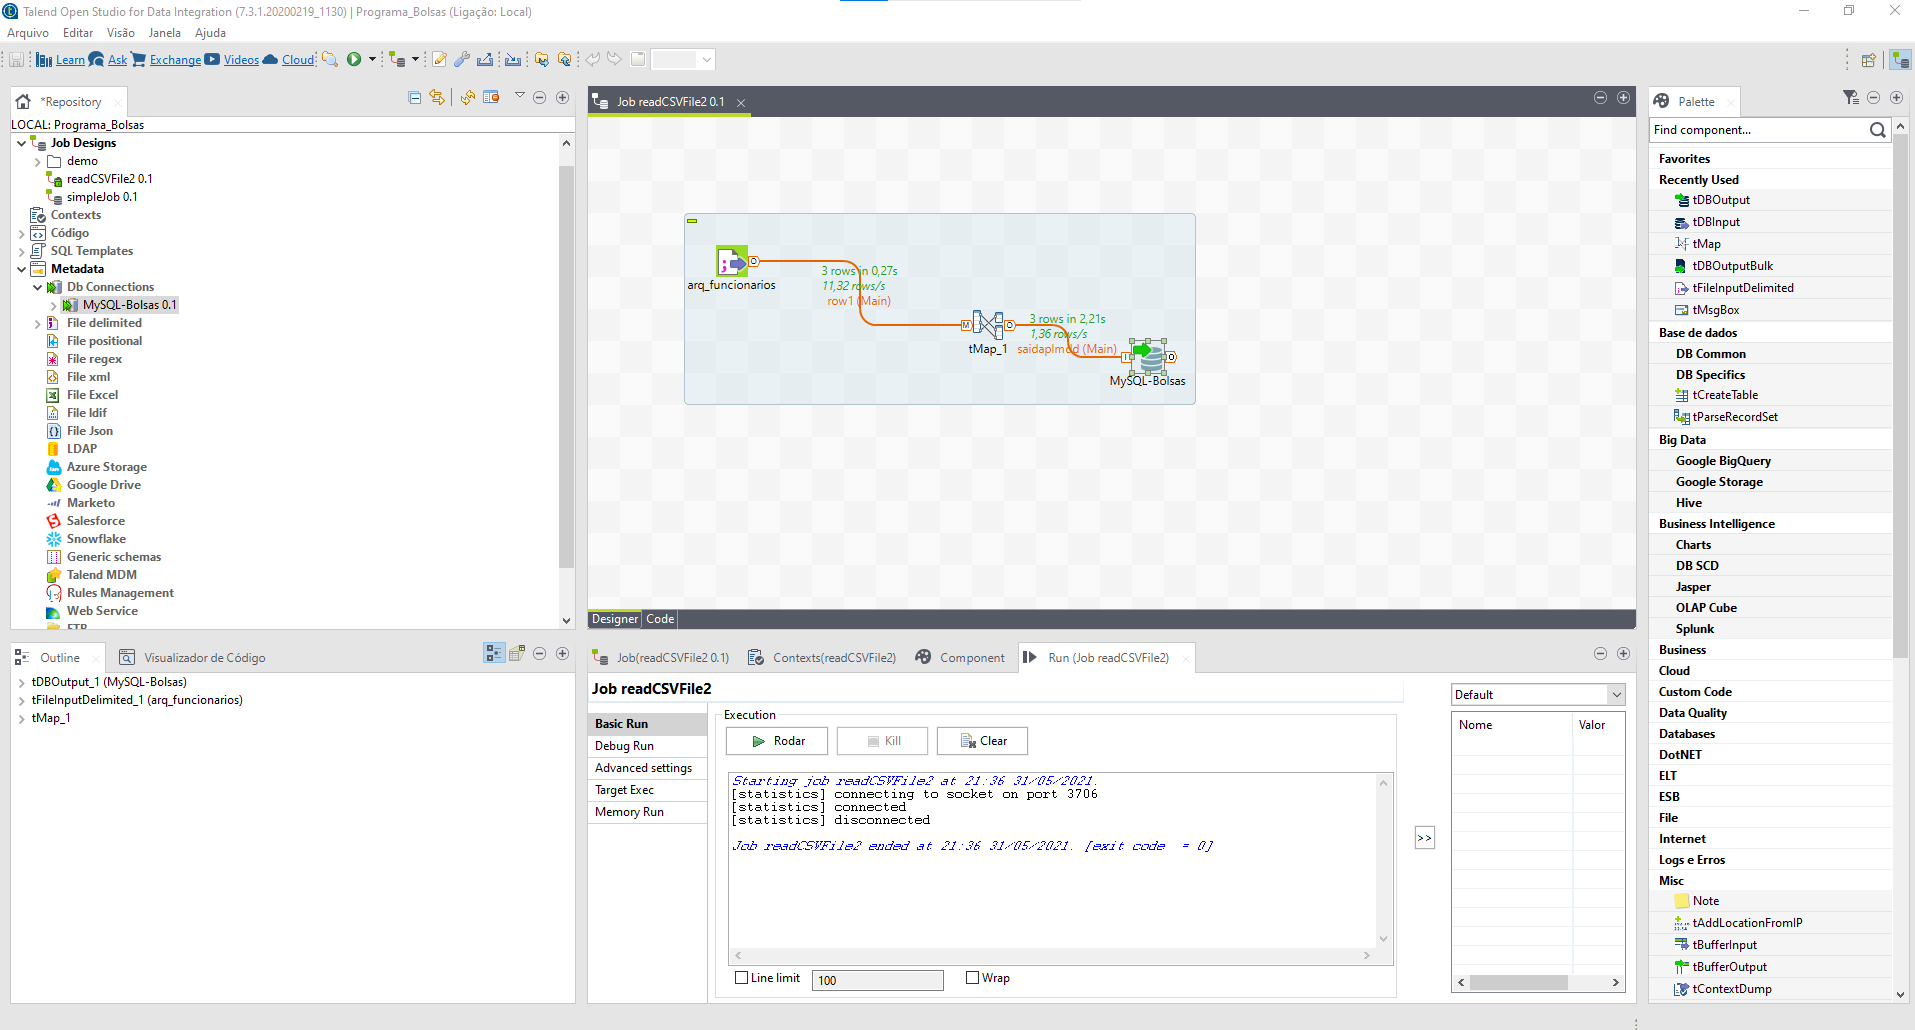 Talend Open Studio for Data Integration (7.3.1.20200219_1130) | Programa_Bolsas (Ligação: Local)
Arquivo Editar Visão Janela Ajuda
Learn Ask Exchange Videos Cloud
*Repository
LOCAL: Programa_Bolsas
Job Designs
demo
readCSVFile2 0.1
simpleJob 0.1
Contexts
Código
SQL Templates
Metadata
Db Connections
MySQL-Bolsas 0.1
File delimited
File positional
File regex
File xml
File Excel
File ldif
File Json
LDAP
Azure Storage
Google Drive
Marketo
Salesforce
Snowflake
Generic schemas
Talend MDM
Rules Management
Web Service
FTP
Outline Visualizador de Código
tDBOutput_1 (MySQL-Bolsas)
tFileInputDelimited_1 (arq_funcionarios)
tMap_1
Job readCSVFile2 0.1
arq_funcionarios
3 rows in 0,27s
11,32 rows/s
row1 (Main)
tMap_1
3 rows in 2,21s
1,36 rows/s
MySQL-Bolsas
Designer Code
Job(readCSVFile2 0.1) Contexts(readCSVFile2) Component Run (Job readCSVFile2)
Job readCSVFile2
Basic Run
Debug Run
Advanced settings
Target Exec
Memory Run
Execution
Rodar Kill Clear
Starting job readCSVFile2 at 21:36 31/05/2021.
[statistics] connecting to socket on port 3706
[statistics] connected
[statistics] disconnected
Job readCSVFile2 ended at 21:36 31/05/2021. [exit code  = 0]
Line limit 100 Wrap
>>
Default
Nome Valor
Palette
Find component...
Favorites
Recently Used
tDBOutput
tDBInput
tMap
tDBOutputBulk
tFileInputDelimited
tMsgBox
Base de dados
DB Common
DB Specifics
tCreateTable
tParseRecordSet
Big Data
Google BigQuery
Google Storage
Hive
Business Intelligence
Charts
DB SCD
Jasper
OLAP Cube
Splunk
Business
Cloud
Custom Code
Data Quality
Databases
DotNET
ELT
ESB
File
Internet
Logs e Erros
Misc
Note
tAddLocationFromIP
tBufferInput
tBufferOutput
tContextDump